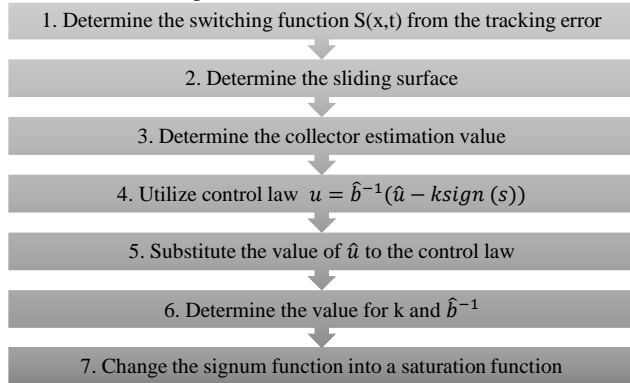 1. Determine the switching function S(x,t) from the tracking error
2. Determine the sliding surface
3. Determine the collector estimation value
4. Utilize control law u = b̂⁻¹(û − ksign (s))
5. Substitute the value of û to the control law
6. Determine the value for k and b̂⁻¹
7. Change the signum function into a saturation function